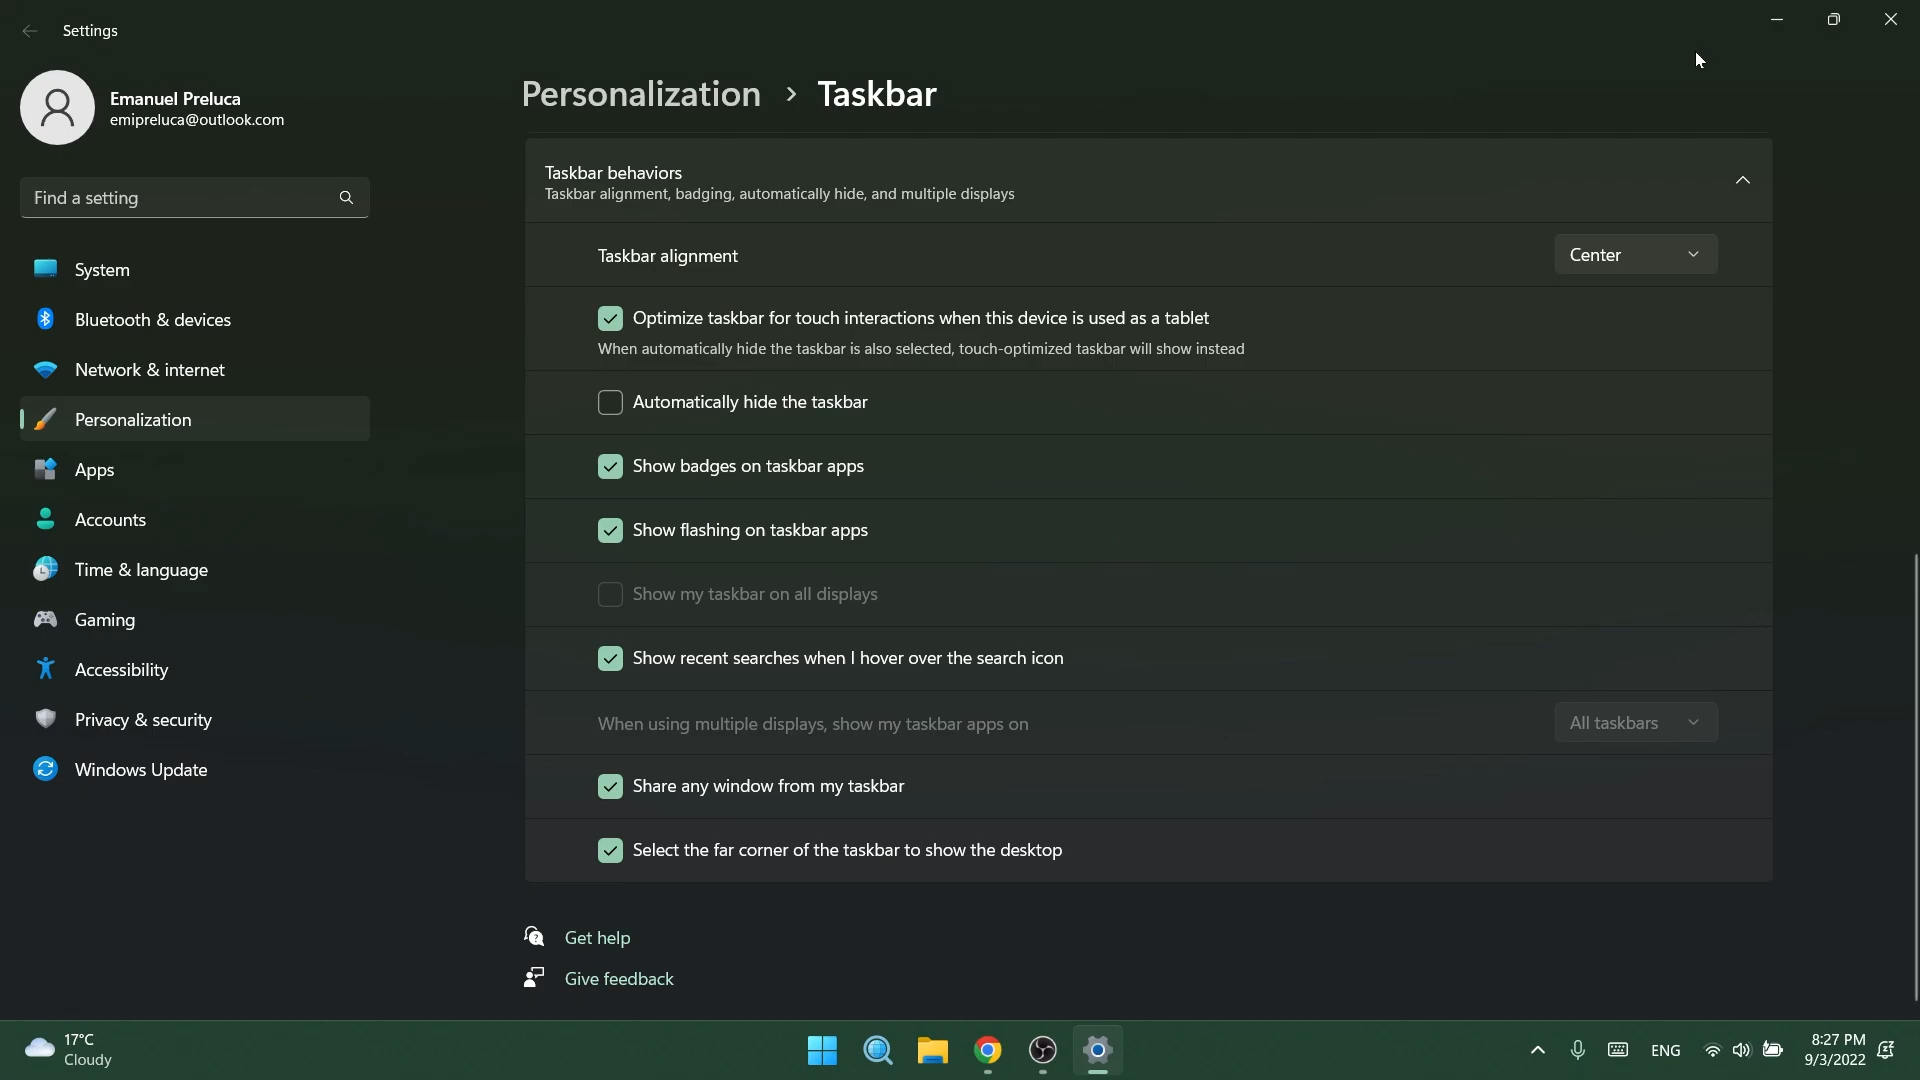 Settings
Emanuel Preluca
emipreluca@outlook.com
Find a setting
System
Bluetooth & devices
Network & internet
Personalization
Apps
Accounts
Time & language
Gaming
Accessibility
Privacy & security
Windows Update
Personalization > Taskbar
Taskbar behaviors
Taskbar alignment, badging, automatically hide, and multiple displays
Taskbar alignment
Center
Optimize taskbar for touch interactions when this device is used as a tablet
When automatically hide the taskbar is also selected, touch-optimized taskbar will show instead
Automatically hide the taskbar
Show badges on taskbar apps
Show flashing on taskbar apps
Show my taskbar on all displays
Show recent searches when I hover over the search icon
When using multiple displays, show my taskbar apps on
All taskbars
Share any window from my taskbar
Select the far corner of the taskbar to show the desktop
Get help
Give feedback
17°C
Cloudy
ENG
8:27 PM
9/3/2022